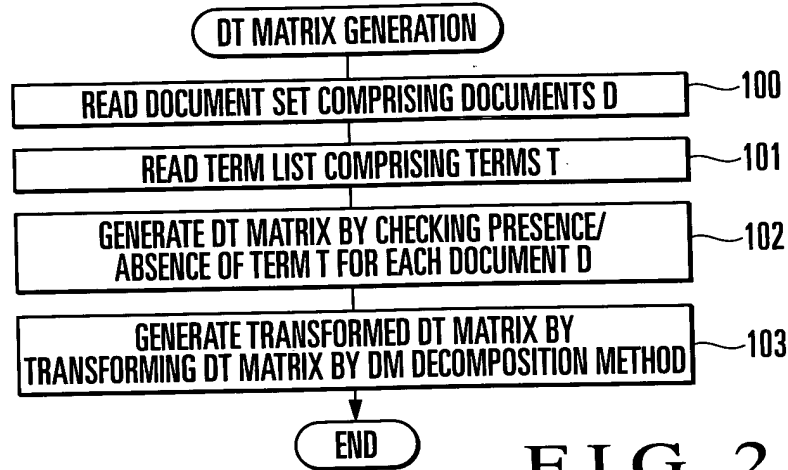 DT MATRIX GENERATION
READ DOCUMENT SET COMPRISING DOCUMENTS D
100
READ TERM LIST COMPRISING TERMS T
101
GENERATE DT MATRIX BY CHECKING PRESENCE/
ABSENCE OF TERM T FOR EACH DOCUMENT D
102
GENERATE TRANSFORMED DT MATRIX BY
TRANSFORMING DT MATRIX BY DM DECOMPOSITION METHOD
103
END
FIG. 2